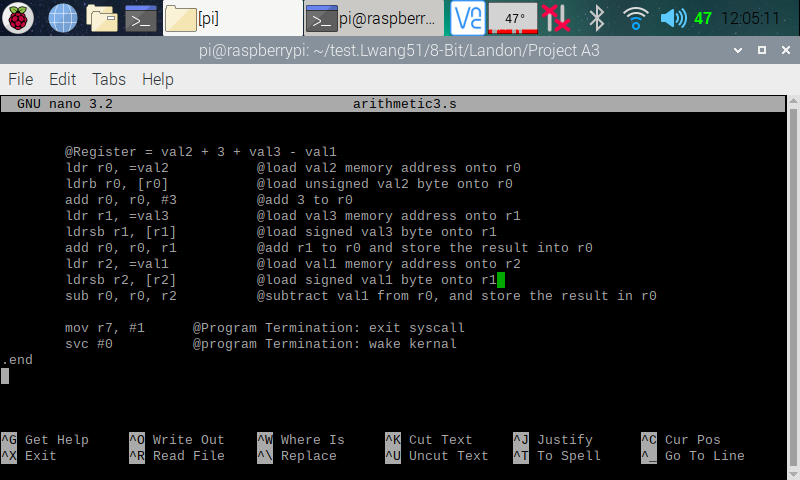 [pi]
pi@raspberr...
VQ
47°
47
12:05:11
pi@raspberrypi: ~/test.Lwang51/8-Bit/Landon/Project A3
File Edit Tabs Help
GNU nano 3.2 arithmetic3.s
@Register = val2 + 3 + val3 - val1
ldr r0, =val2 @load val2 memory address onto r0
ldrb r0, [r0] @load unsigned val2 byte onto r0
add r0, r0, #3 @add 3 to r0
ldr r1, =val3 @load val3 memory address onto r1
ldrsb r1, [r1] @load signed val3 byte onto r1
add r0, r0, r1 @add r1 to r0 and store the result into r0
ldr r2, =val1 @load val1 memory address onto r2
ldrsb r2, [r2] @load signed val1 byte onto r1
sub r0, r0, r2 @subtract val1 from r0, and store the result in r0
mov r7, #1 @Program Termination: exit syscall
svc #0 @program Termination: wake kernal
.end
^G Get Help ^O Write Out ^W Where Is ^K Cut Text ^J Justify ^C Cur Pos
^X Exit ^R Read File ^\ Replace ^U Uncut Text ^T To Spell ^_ Go To Line